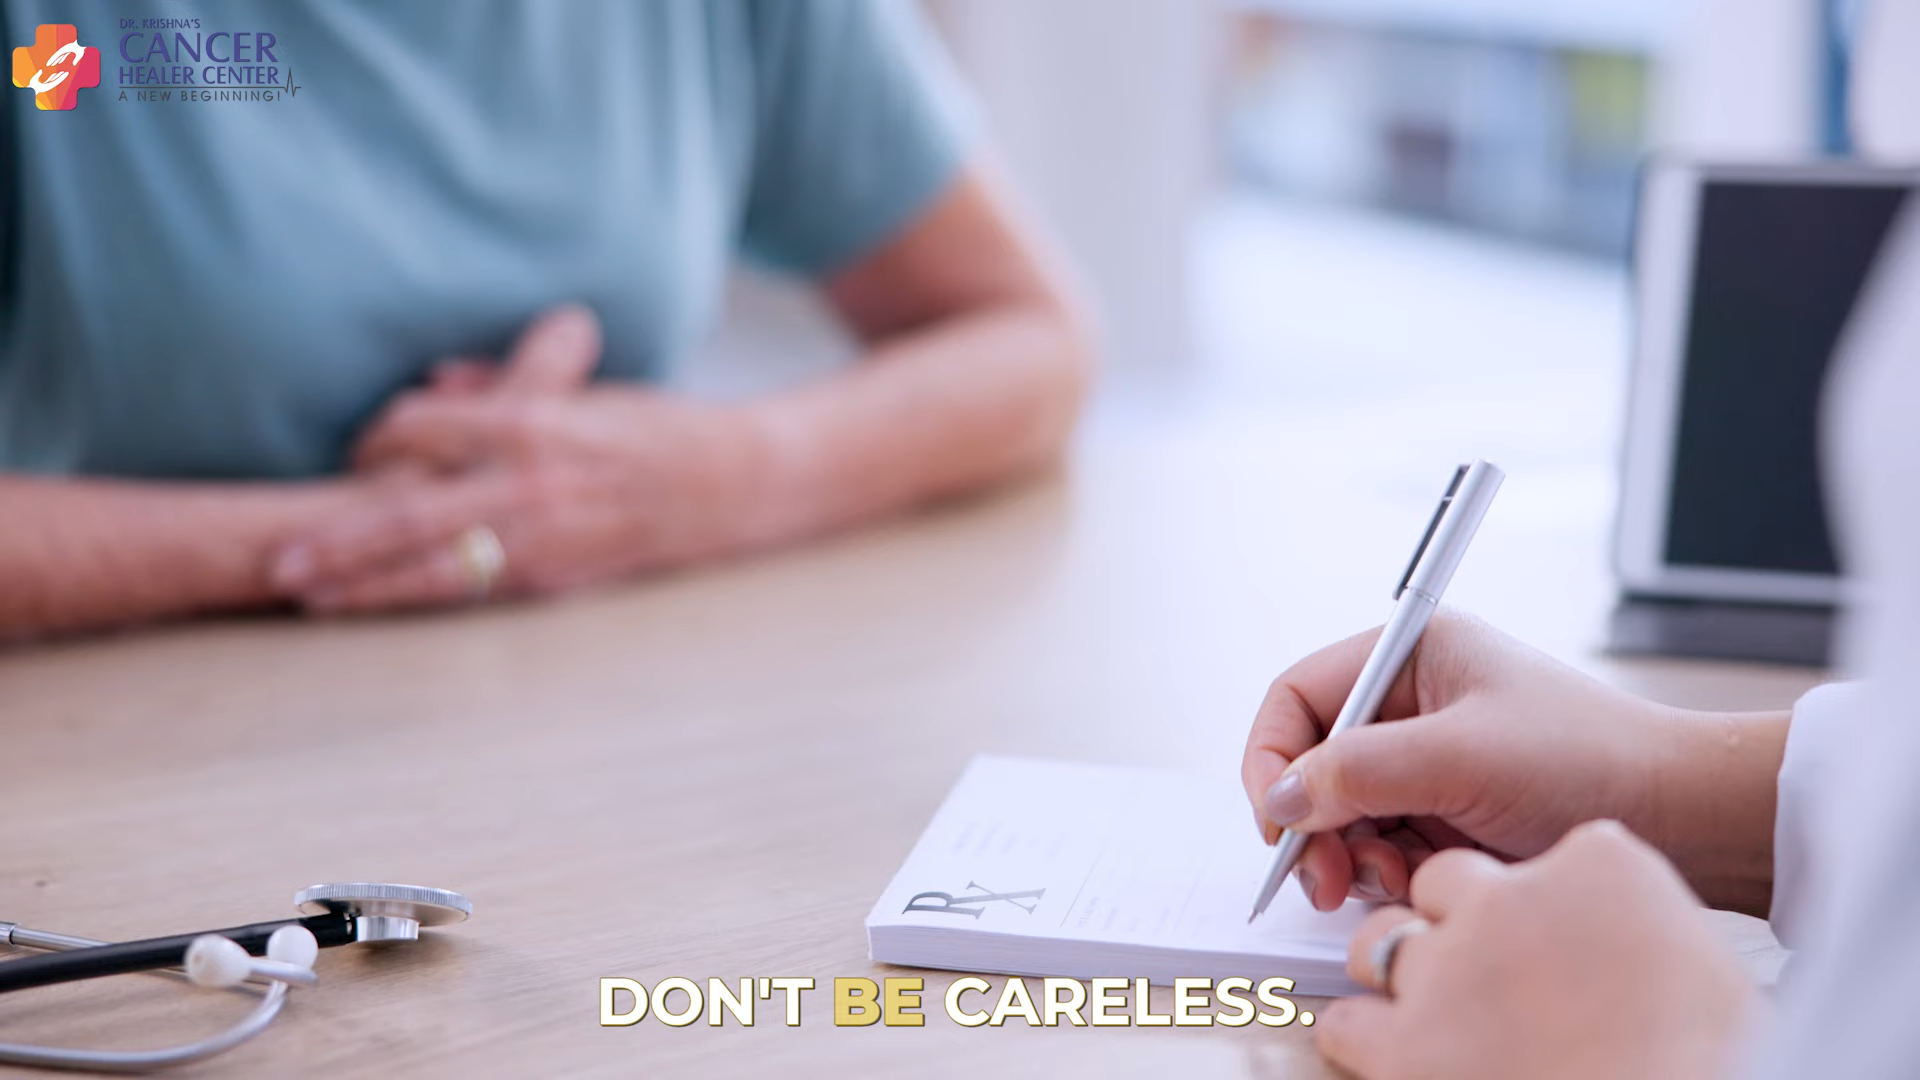 DR. KRISHNA'S
CANCER
HEALER CENTER
A NEW BEGINNING!
Rx
DON'T BE CARELESS.